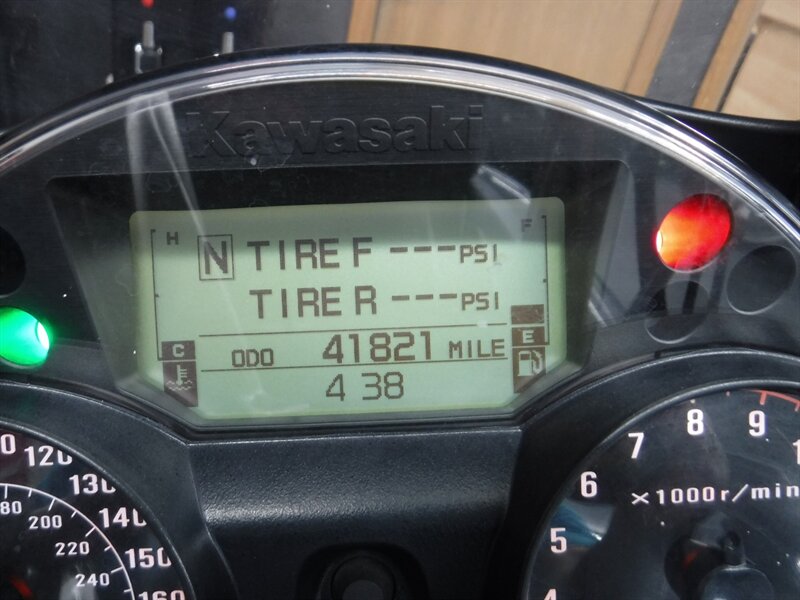 Kawasaki
H F
N TIRE F ---PSI
TIRE R ---PSI
C ODO 41821 MILE E
4 38
120
130
140
150
160
80
200
220
240
4
5
6
7
8
9
×1000r/min